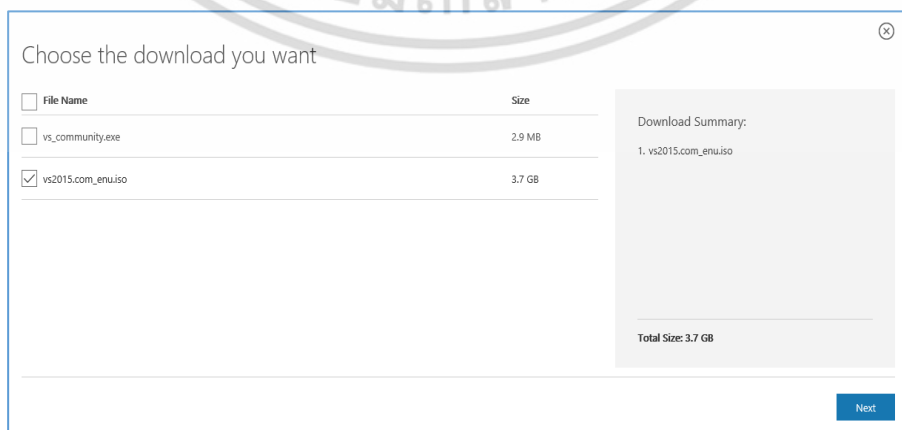 Choose the download you want
File Name Size
vs_community.exe 2.9 MB
vs2015.com_enu.iso 3.7 GB
Download Summary:
1. vs2015.com_enu.iso
Total Size: 3.7 GB
Next